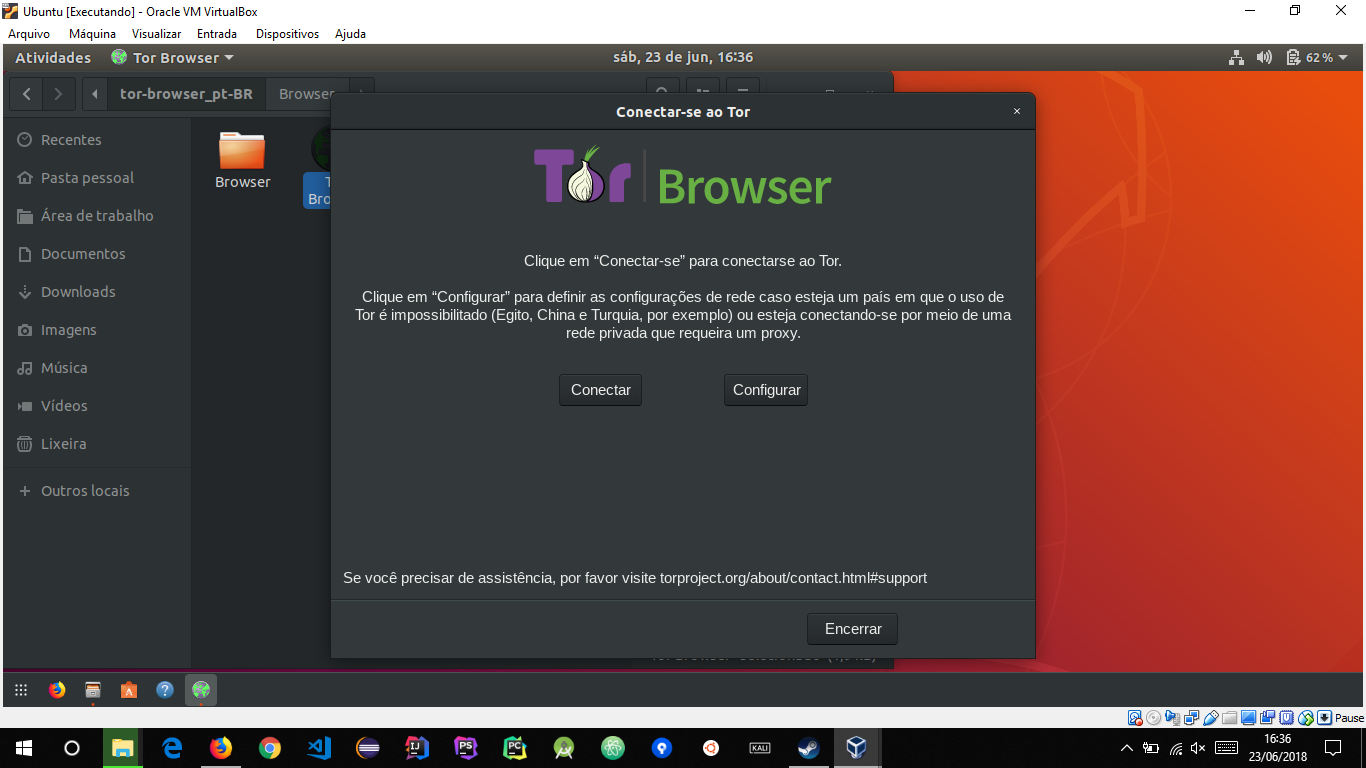 Ubuntu [Executando] - Oracle VM VirtualBox
Arquivo Máquina Visualizar Entrada Dispositivos Ajuda
Atividades Tor Browser sáb, 23 de jun, 16:36 62 %
tor-browser_pt-BR Browser
Conectar-se ao Tor
Recentes
Pasta pessoal
Área de trabalho
Documentos
Downloads
Imagens
Música
Vídeos
Lixeira
Outros locais
Browser
Tor Browser
Clique em “Conectar-se” para conectarse ao Tor.
Clique em “Configurar” para definir as configurações de rede caso esteja um país em que o uso de
Tor é impossibilitado (Egito, China e Turquia, por exemplo) ou esteja conectando-se por meio de uma
rede privada que requeira um proxy.
Conectar Configurar
Se você precisar de assistência, por favor visite torproject.org/about/contact.html#support
Encerrar
Pause
IJ PS PC KALI
16:36
23/06/2018